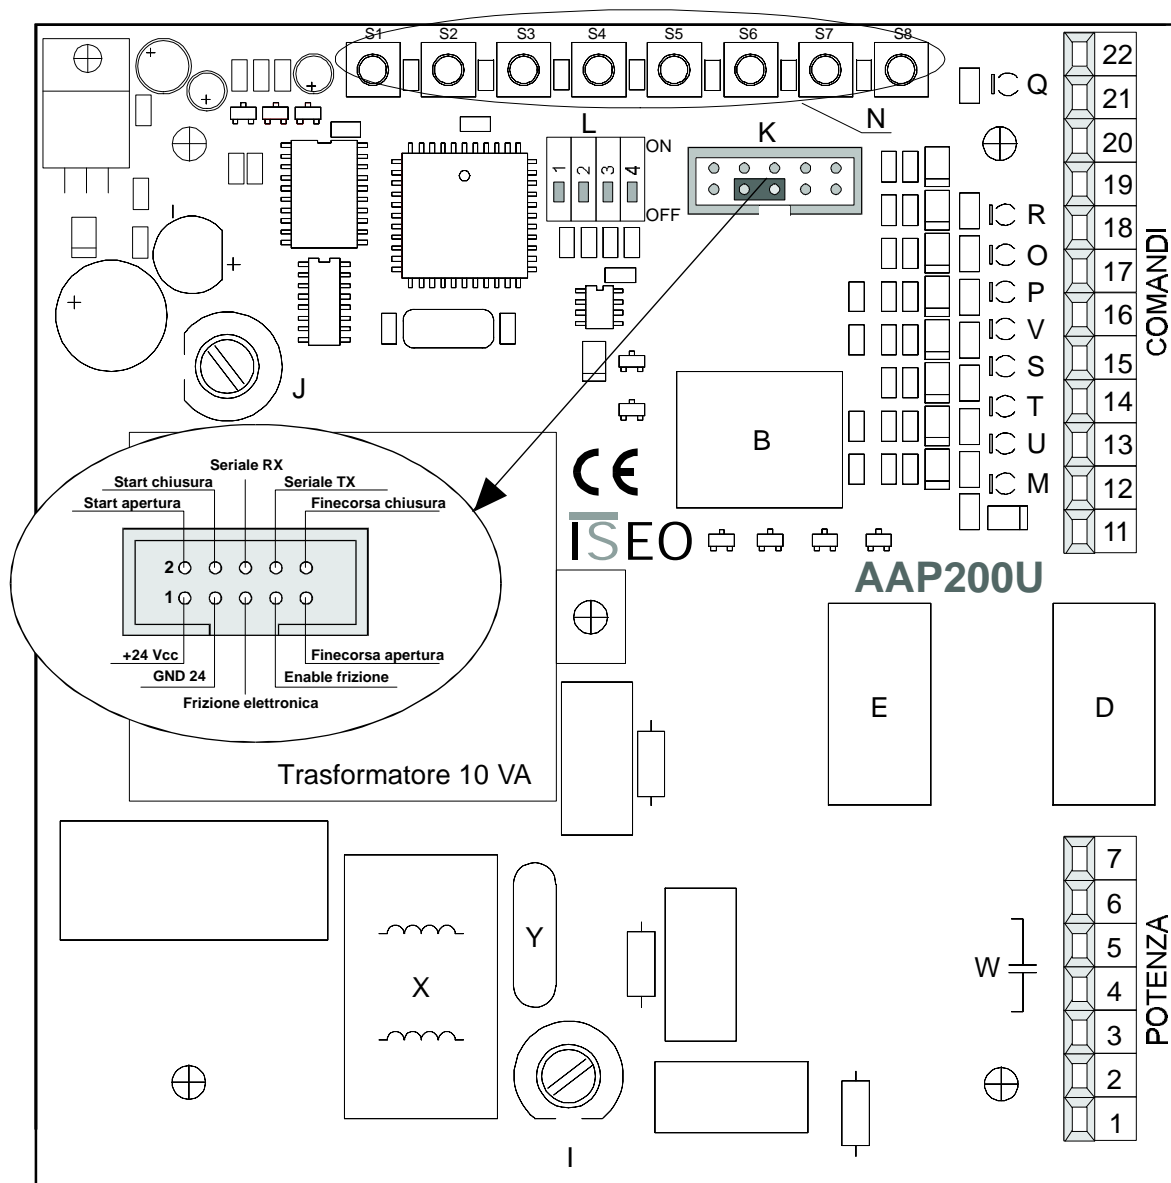 S1 S2 S3 S4 S5 S6 S7 S8
N
Q
L
K
ON
OFF
1 2 3 4
R
O
P
V
S
T
U
M
22
21
20
19
18
17
16
15
14
13
12
11
COMANDI
+
+
+
+
+
J
B
Seriale RX
Start chiusura
Seriale TX
Start apertura
Finecorsa chiusura
2
1
+24 Vcc
Finecorsa apertura
GND 24
Enable frizione
Frizione elettronica
CE
ISEO
AAP200U
E
D
Trasformatore 10 VA
7
6
5
4
3
2
1
POTENZA
W
Y
X
I